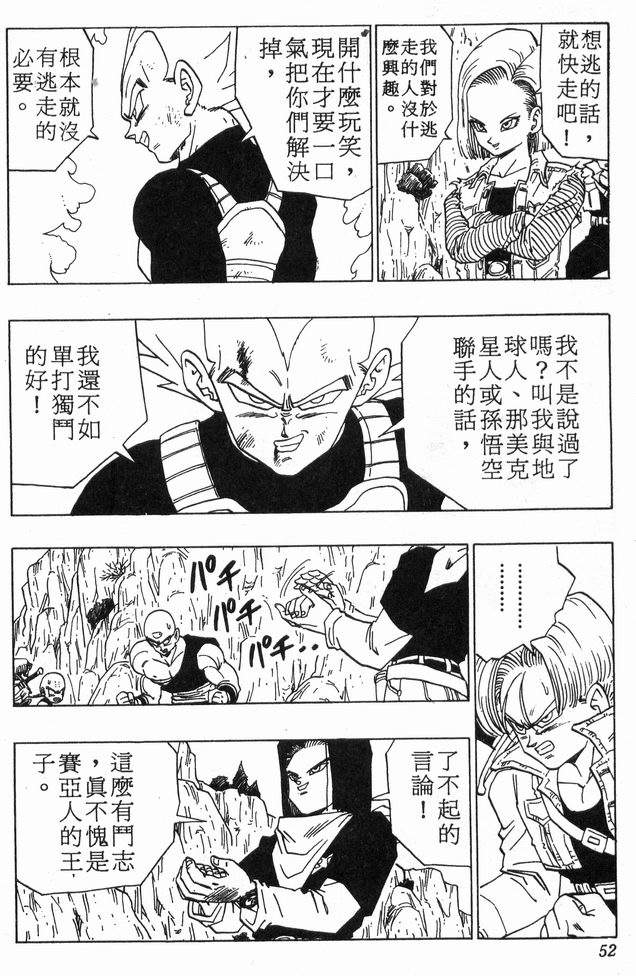 想逃的話，
就快走吧！
我們對於逃
走的人沒什
麼興趣。
開什麼玩笑，
現在才要一口
氣把你們解決
掉，
根本就沒
有逃走的
必要。
我不是說過了
嗎？叫我與地
球人、那美克
星人或孫悟空
聯手的話，
我還不如
單打獨鬥
的好！
………
………
パチ
パチ
パチ‥
了不起的
言論！
這麼有鬥志
，真不愧是
賽亞人的王
子。
52